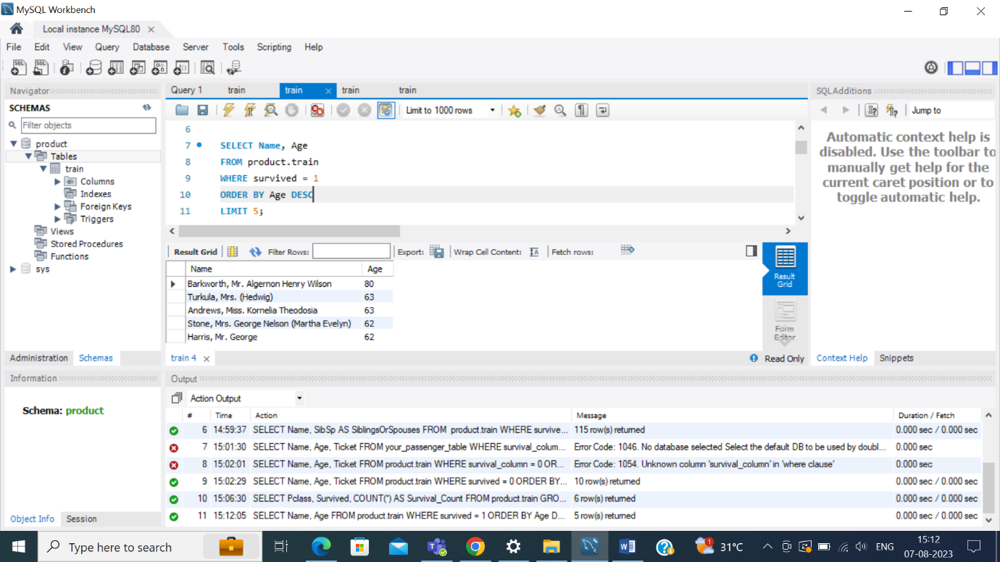 MySQL Workbench
Local instance MySQL80
File Edit View Query Database Server Tools Scripting Help
Navigator
SCHEMAS
Filter objects
product
Tables
train
Columns
Indexes
Foreign Keys
Triggers
Views
Stored Procedures
Functions
sys
Administration Schemas
Information
Schema: product
Object Info Session
Query 1 train train train train
Limit to 1000 rows
6
7 SELECT Name, Age
8 FROM product.train
9 WHERE survived = 1
10 ORDER BY Age DESC
11 LIMIT 5;
Result Grid Filter Rows: Export: Wrap Cell Content: Fetch rows:
Name Age
Barkworth, Mr. Algernon Henry Wilson 80
Turkula, Mrs. (Hedwig) 63
Andrews, Miss. Kornelia Theodosia 63
Stone, Mrs. George Nelson (Martha Evelyn) 62
Harris, Mr. George 62
Result
Grid
Form
Editor
train 4 Read Only
SQLAdditions
Jump to
Automatic context help is
disabled. Use the toolbar to
manually get help for the
current caret position or to
toggle automatic help.
Context Help Snippets
Output
Action Output
# Time Action Message Duration / Fetch
6 14:59:37 SELECT Name, SibSp AS SiblingsOrSpouses FROM product.train WHERE survive... 115 row(s) returned 0.000 sec / 0.000 sec
7 15:01:30 SELECT Name, Age, Ticket FROM your_passenger_table WHERE survival_colum... Error Code: 1046. No database selected Select the default DB to be used by doubl... 0.000 sec
8 15:02:01 SELECT Name, Age, Ticket FROM product.train WHERE survival_column = 0 OR... Error Code: 1054. Unknown column 'survival_column' in 'where clause' 0.000 sec
9 15:02:29 SELECT Name, Age, Ticket FROM product.train WHERE survived = 0 ORDER BY... 10 row(s) returned 0.000 sec / 0.000 sec
10 15:06:30 SELECT Pclass, Survived, COUNT(*) AS Survival_Count FROM product.train GRO... 6 row(s) returned 0.000 sec / 0.000 sec
11 15:12:05 SELECT Name, Age FROM product.train WHERE survived = 1 ORDER BY Age D... 5 row(s) returned 0.000 sec / 0.000 sec
Type here to search
1
31°C
ENG
15:12
07-08-2023